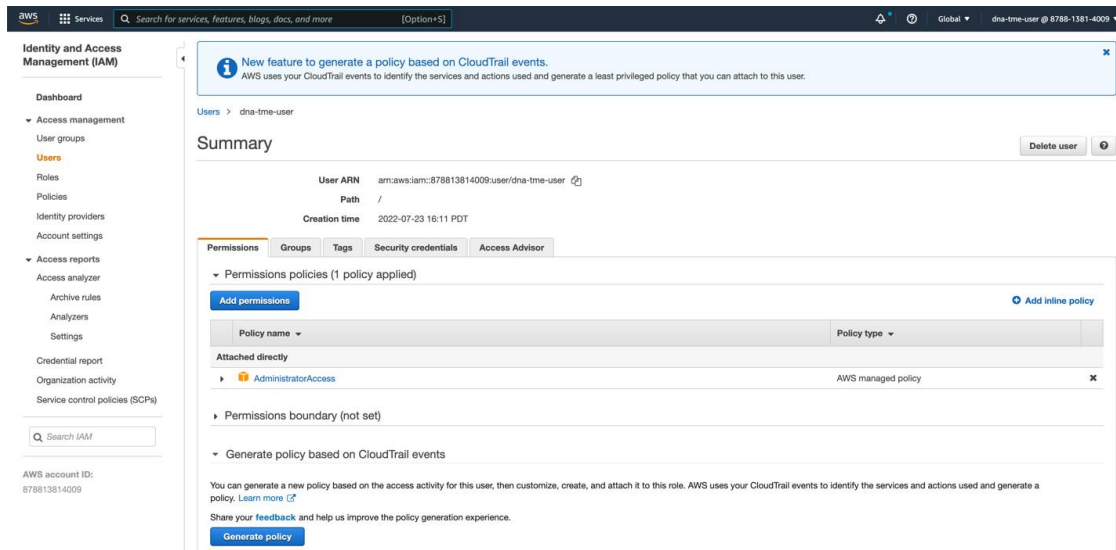 aws Services Search for services, features, blogs, docs, and more [Option+S] Global dna-tme-user @ 8788-1381-4009
Identity and Access
Management (IAM)
Dashboard
Access management
User groups
Users
Roles
Policies
Identity providers
Account settings
Access reports
Access analyzer
Archive rules
Analyzers
Settings
Credential report
Organization activity
Service control policies (SCPs)
Search IAM
AWS account ID:
878813814009
New feature to generate a policy based on CloudTrail events.
AWS uses your CloudTrail events to identify the services and actions used and generate a least privileged policy that you can attach to this user.
Users > dna-tme-user
Summary
Delete user
User ARN arn:aws:iam::878813814009:user/dna-tme-user
Path /
Creation time 2022-07-23 16:11 PDT
Permissions Groups Tags Security credentials Access Advisor
Permissions policies (1 policy applied)
Add permissions Add inline policy
Policy name Policy type
Attached directly
AdministratorAccess AWS managed policy
Permissions boundary (not set)
Generate policy based on CloudTrail events
You can generate a new policy based on the access activity for this user, then customize, create, and attach it to this role. AWS uses your CloudTrail events to identify the services and actions used and generate a
policy. Learn more
Share your feedback and help us improve the policy generation experience.
Generate policy